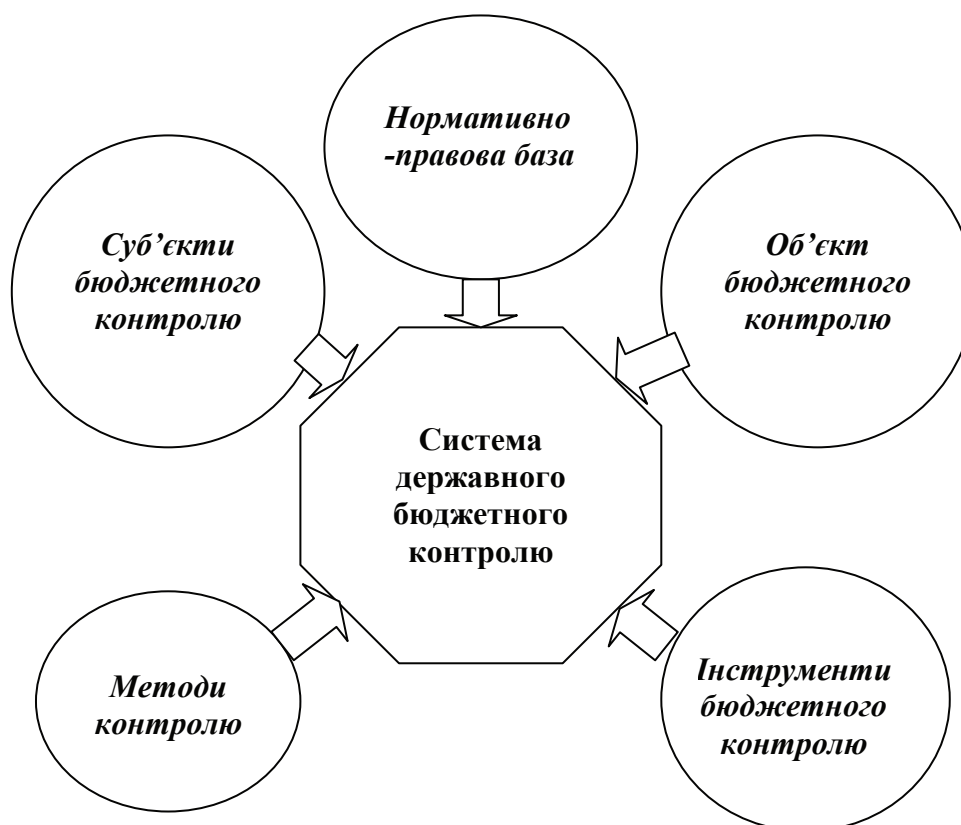 Нормативно
-правова база
Суб’єкти
бюджетного
контролю
Об’єкт
бюджетного
контролю
Система
державного
бюджетного
контролю
Методи
контролю
Інструменти
бюджетного
контролю